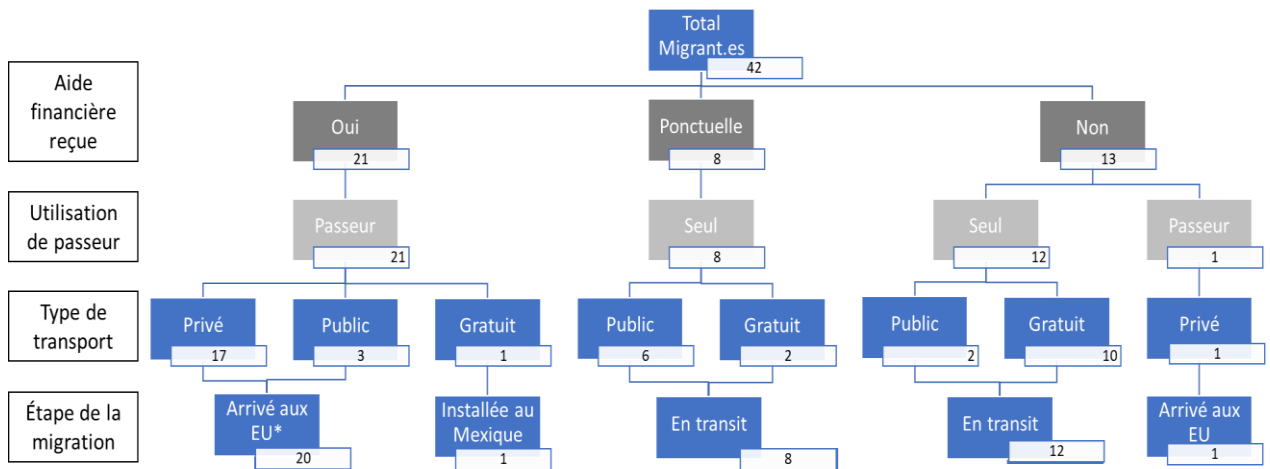 Total
Migrant.es
42
Aide
financière
reçue
Oui
21
Ponctuelle
8
Non
13
Utilisation
de passeur
Passeur
21
Seul
8
Seul
12
Passeur
1
Type de
transport
Privé
17
Public
3
Gratuit
1
Public
6
Gratuit
2
Public
2
Gratuit
10
Privé
1
Étape de la
migration
Arrivé aux
EU*
20
Installée au
Mexique
1
En transit
8
En transit
12
Arrivé aux
EU
1